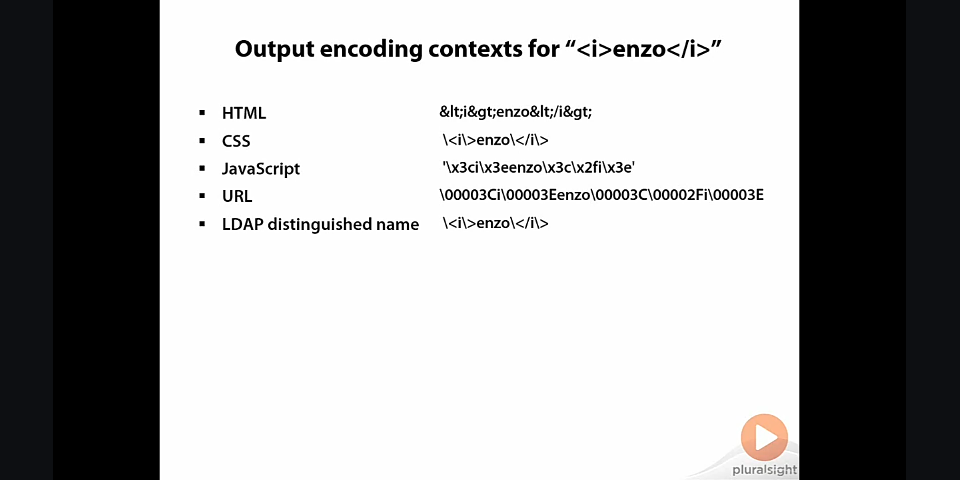 Output encoding contexts for “<i>enzo</i>”
▪ HTML &lt;i&gt;enzo&lt;/i&gt;
▪ CSS \<i\>enzo\</i\>
▪ JavaScript '\x3ci\x3eenzo\x3c\x2fi\x3e'
▪ URL \00003Ci\00003Eenzo\00003C\00002Fi\00003E
▪ LDAP distinguished name \<i\>enzo\</i\>
pluralsight